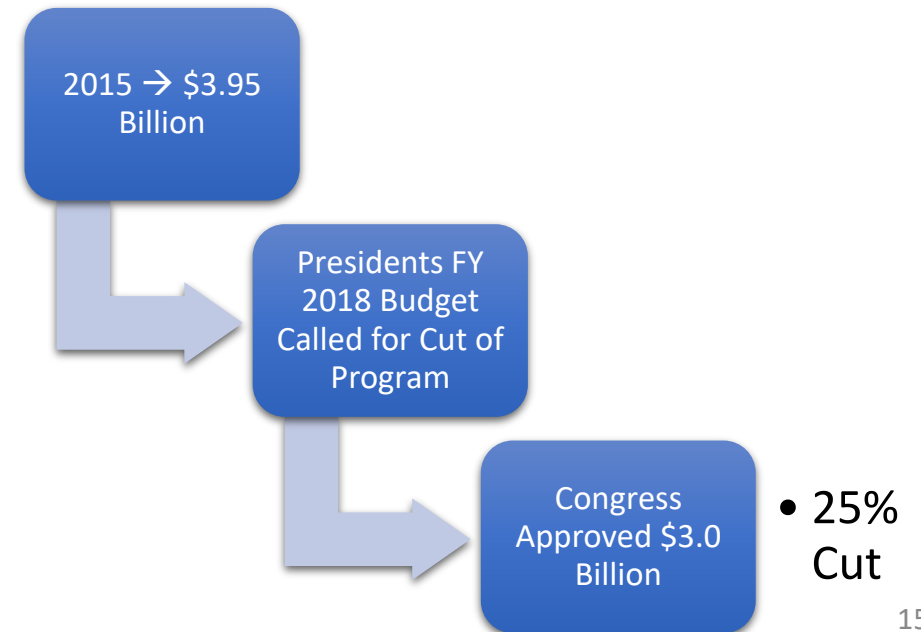 2015 → $3.95
Billion
Presidents FY
2018 Budget
Called for Cut of
Program
Congress
Approved $3.0
Billion
• 25%
Cut
15